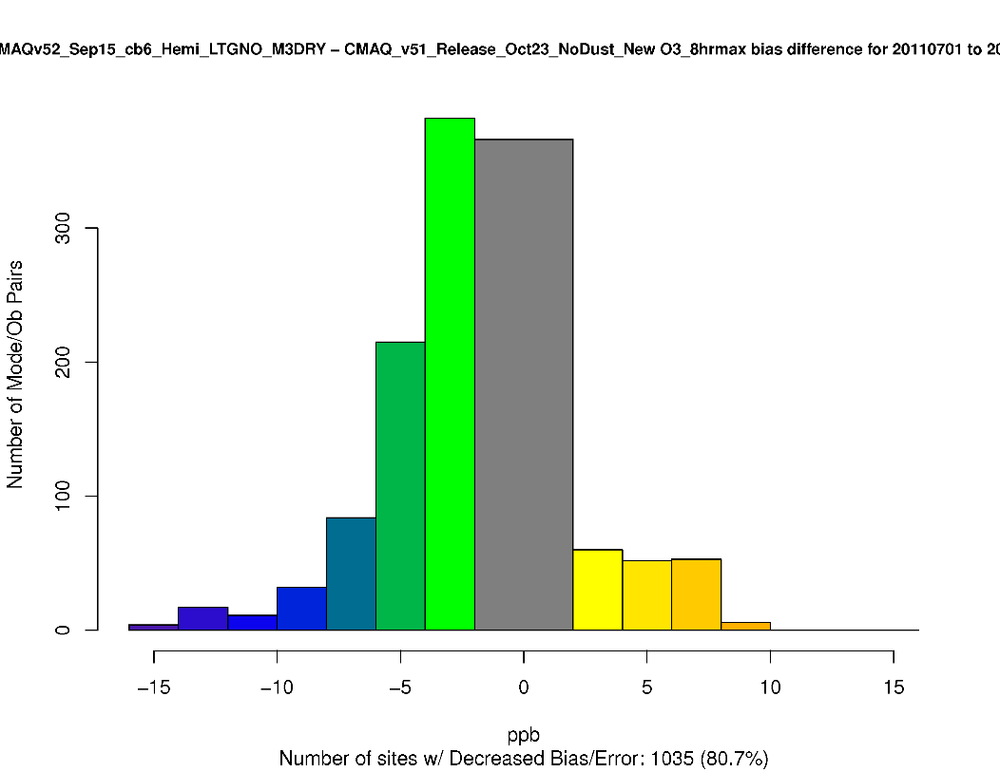 MAQv52_Sep15_cb6_Hemi_LTGNO_M3DRY – CMAQ_v51_Release_Oct23_NoDust_New O3_8hrmax bias difference for 20110701 to 20
Number of Mode/Ob Pairs
300
200
100
0
−15 −10 −5 0 5 10 15
ppb
Number of sites w/ Decreased Bias/Error: 1035 (80.7%)